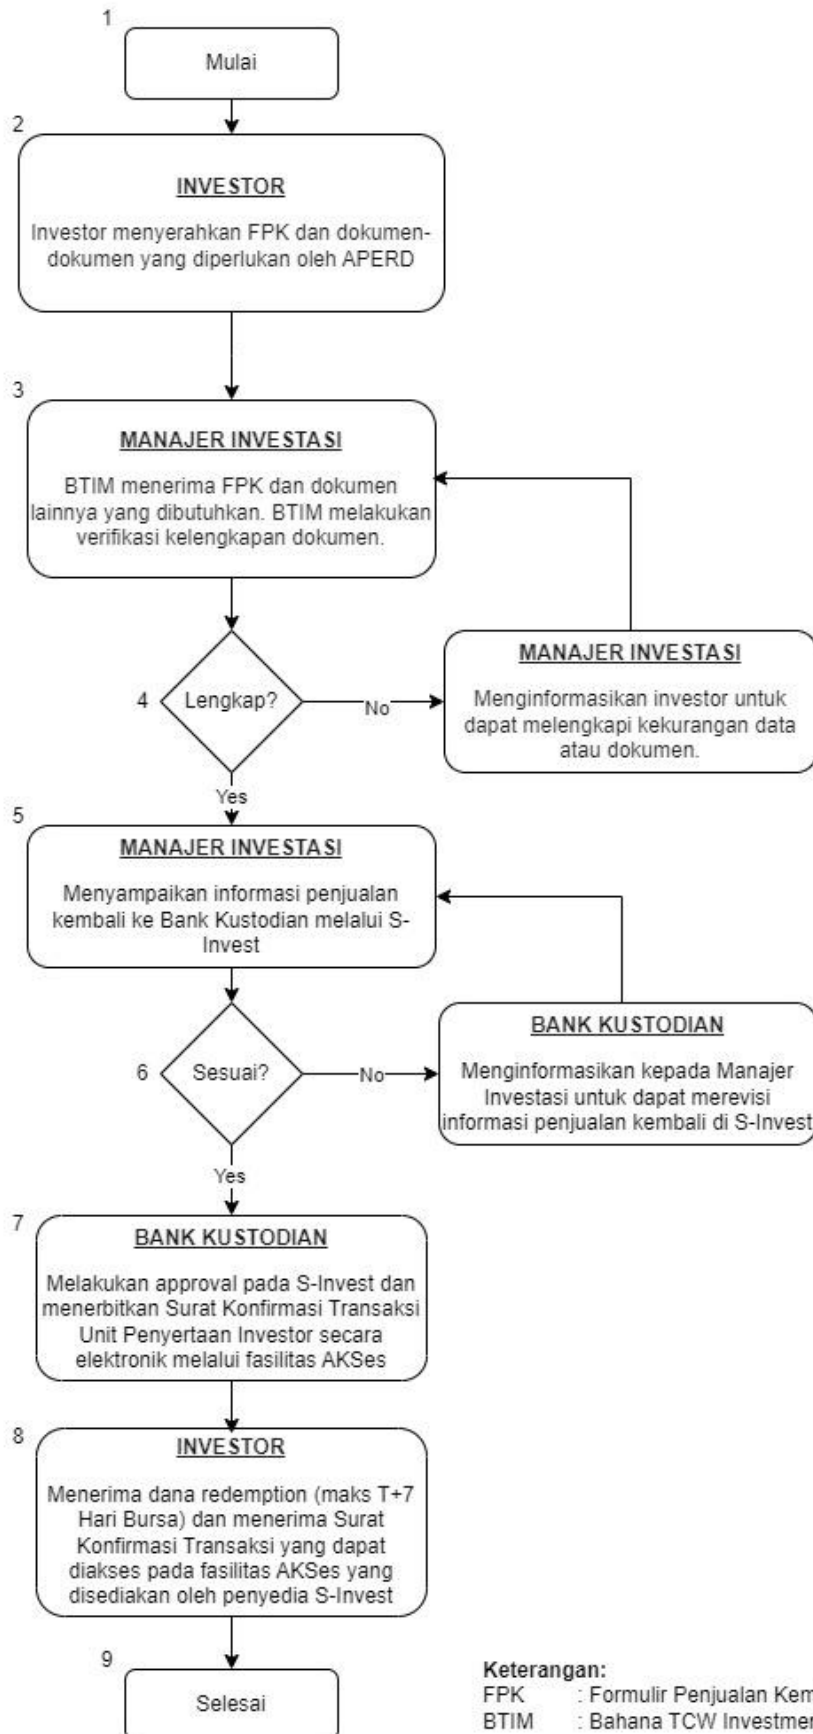 1
Mulai
2
INVESTOR
Investor menyerahkan FPK dan dokumen-
dokumen yang diperlukan oleh APERD
3
MANAJER INVESTASI
BTIM menerima FPK dan dokumen
lainnya yang dibutuhkan. BTIM melakukan
verifikasi kelengkapan dokumen.
4
Lengkap?
No
MANAJER INVESTASI
Menginformasikan investor untuk
dapat melengkapi kekurangan data
atau dokumen.
Yes
5
MANAJER INVESTASI
Menyampaikan informasi penjualan
kembali ke Bank Kustodian melalui S-
Invest
6
Sesuai?
No
BANK KUSTODIAN
Menginformasikan kepada Manajer
Investasi untuk dapat merevisi
informasi penjualan kembali di S-Invest
Yes
7
BANK KUSTODIAN
Melakukan approval pada S-Invest dan
menerbitkan Surat Konfirmasi Transaksi
Unit Penyertaan Investor secara
elektronik melalui fasilitas AKSes
8
INVESTOR
Menerima dana redemption (maks T+7
Hari Bursa) dan menerima Surat
Konfirmasi Transaksi yang dapat
diakses pada fasilitas AKSes yang
disediakan oleh penyedia S-Invest
9
Selesai
Keterangan:
FPK : Formulir Penjualan
BTIM : Bahana TCW